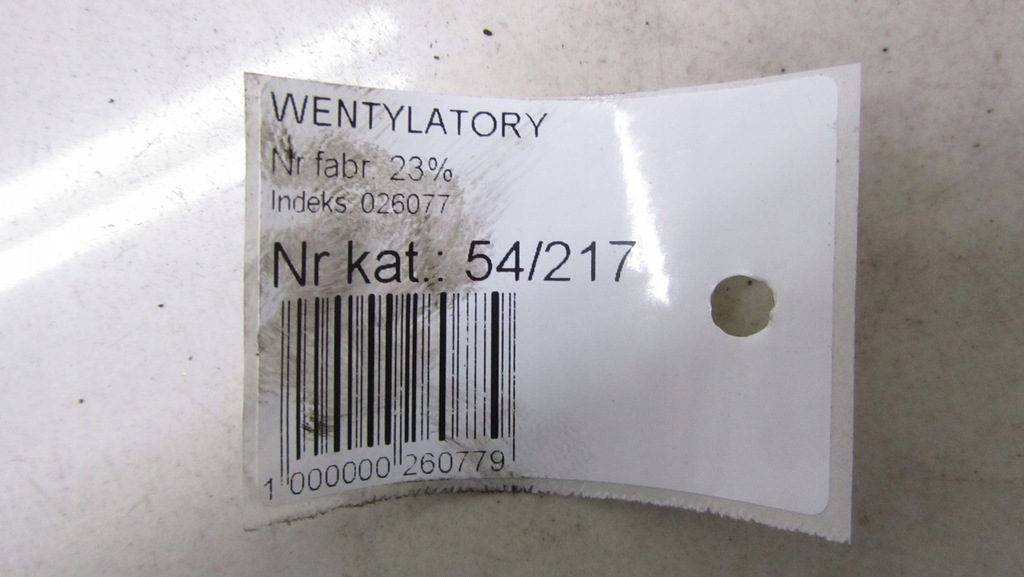 WENTYLATORY
Nr fabr. 23%
Indeks: 026077
Nr kat.: 54/217
1 000000 260779